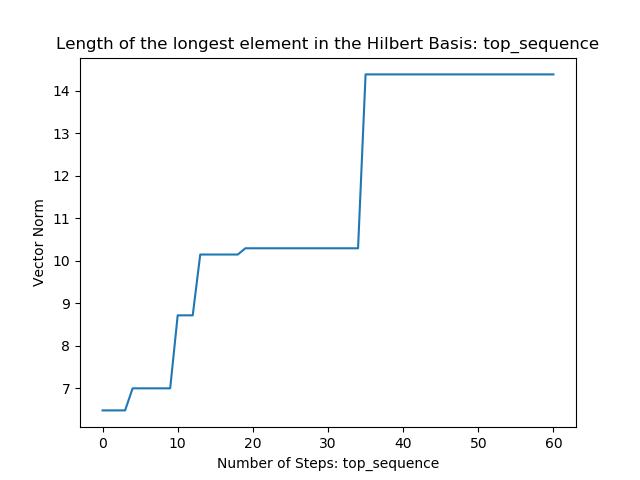 Length of the longest element in the Hilbert Basis: top_sequence
14
13
12
11
10
9
8
7
Vector Norm
0 10 20 30 40 50 60
Number of Steps: top_sequence